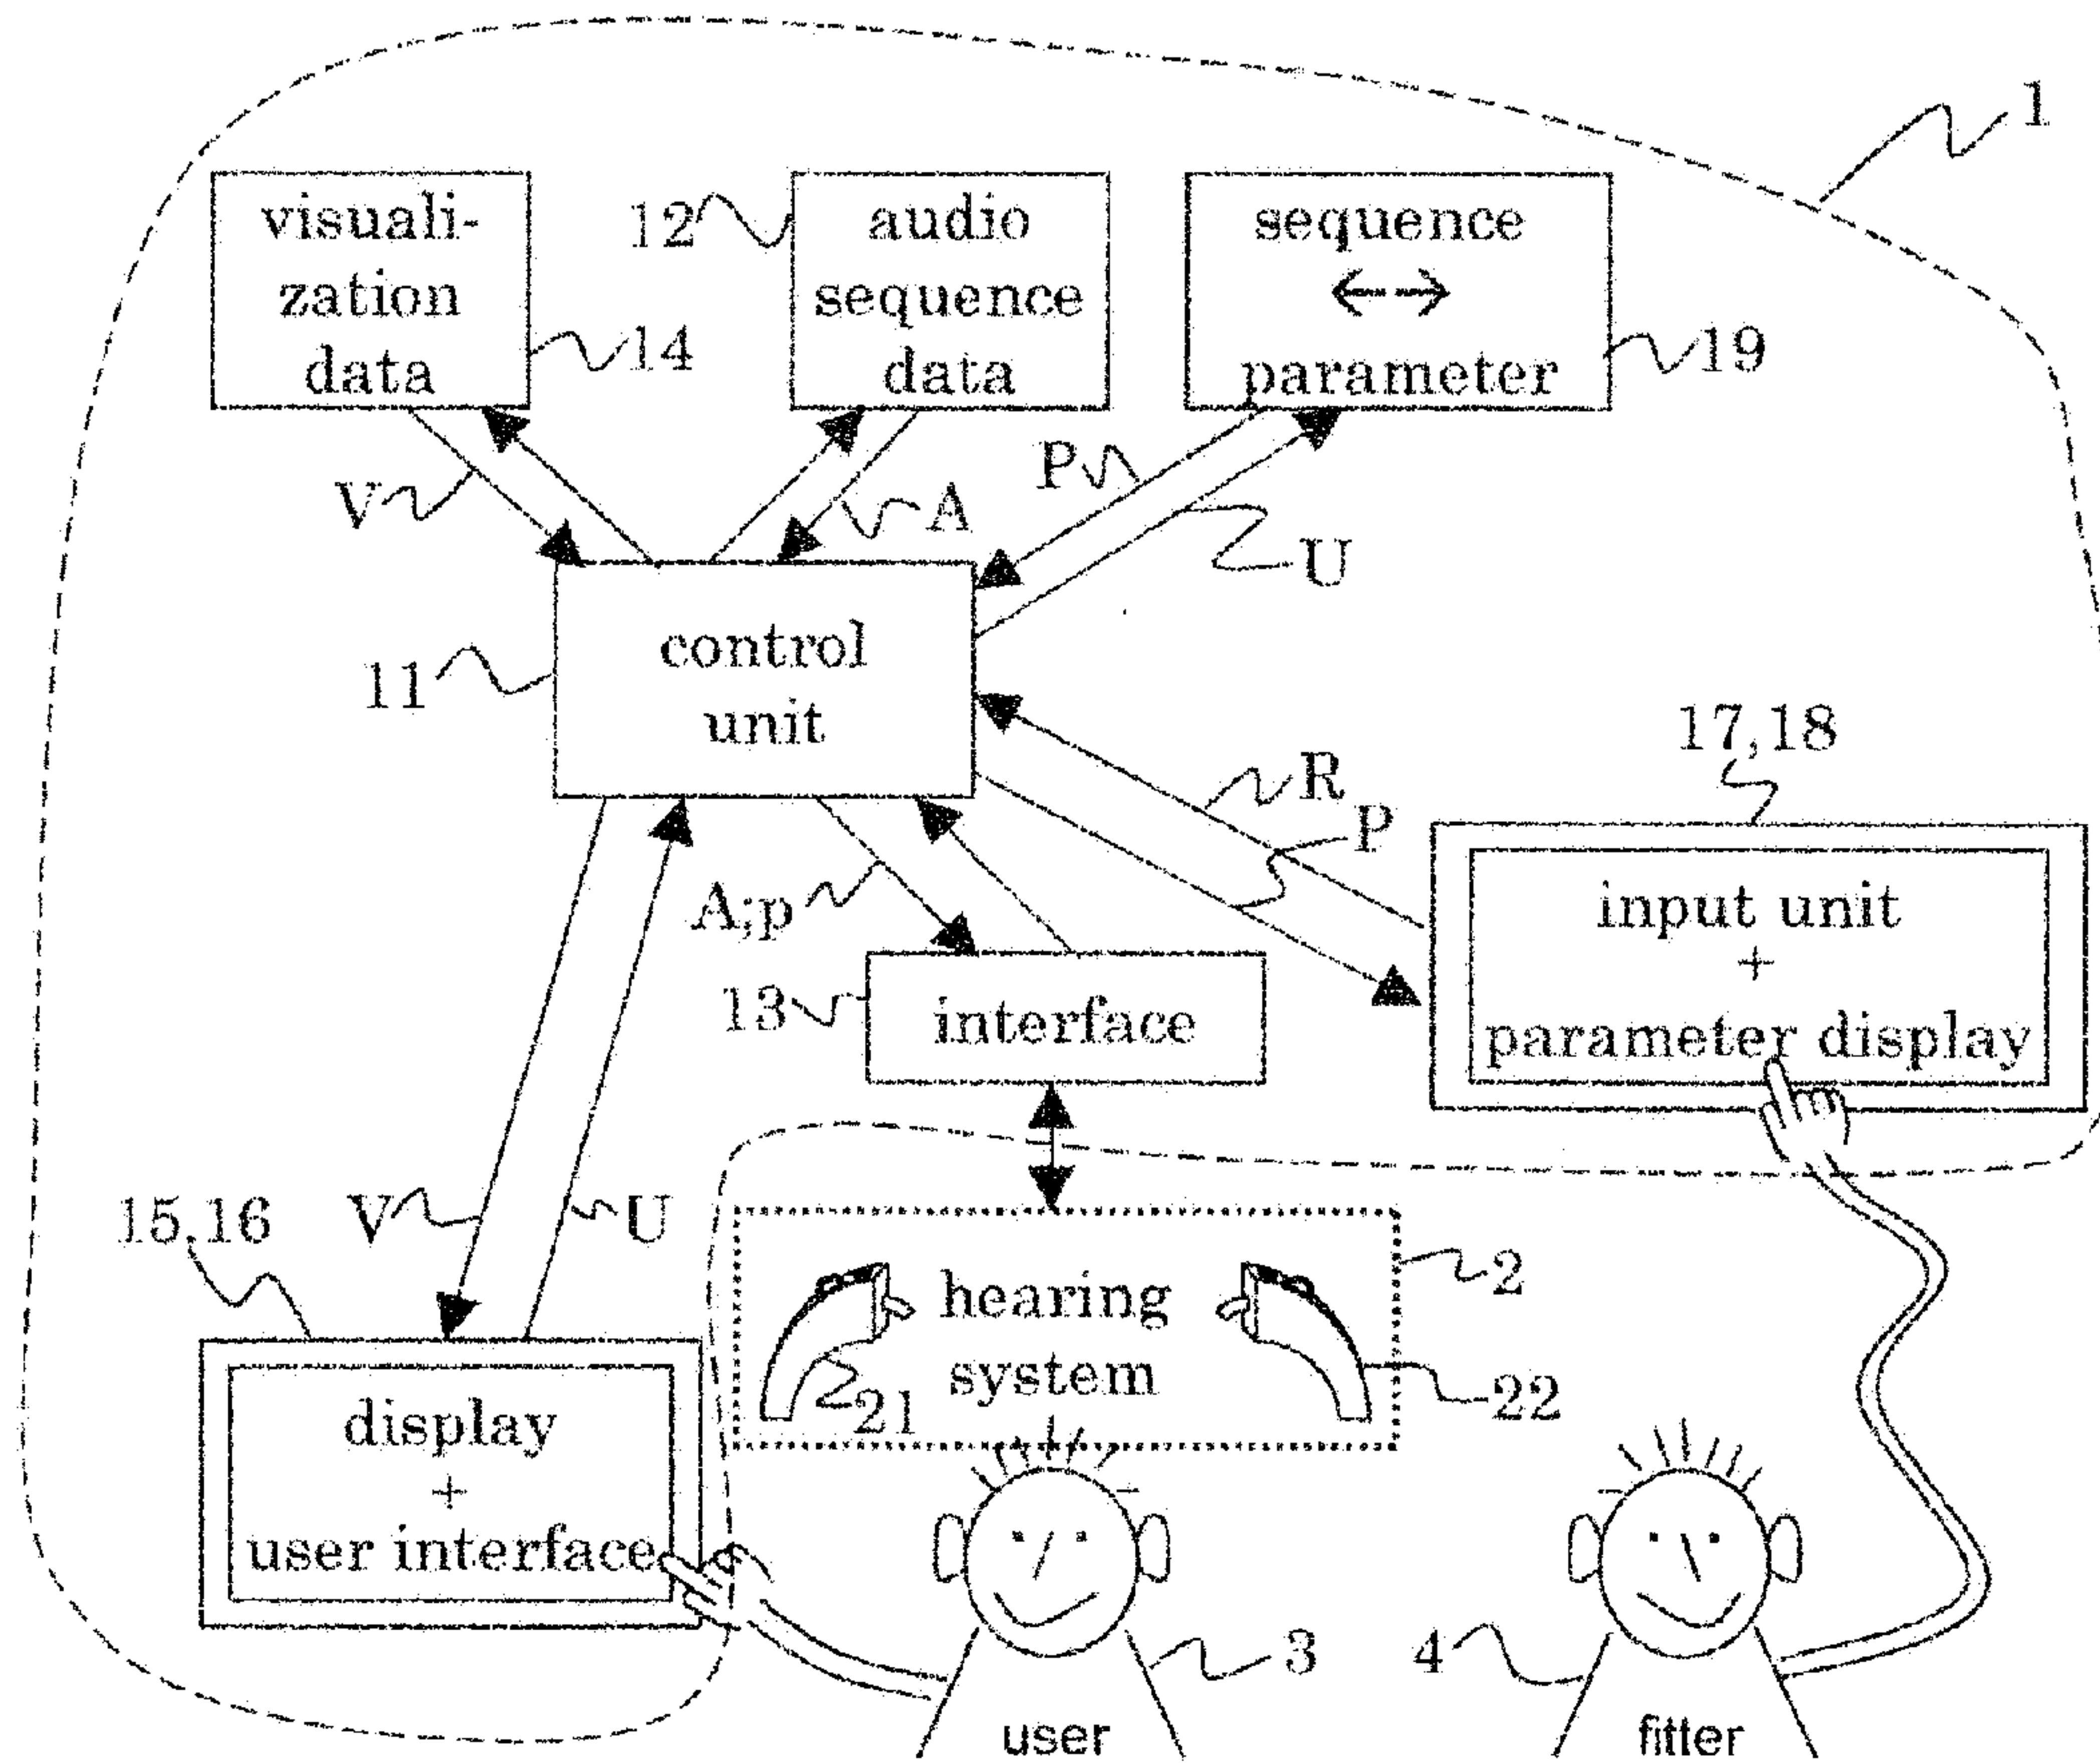 1
visuali-
zation
data
14
12
audio
sequence
data
sequence
<-->
parameter
19
V
A
P
U
11
control
unit
R
P
17,18
A;p
13
interface
input unit
+
parameter display
15,16
V
U
2
hearing
system
21
22
display
+
user interface
3
user
4
fitter